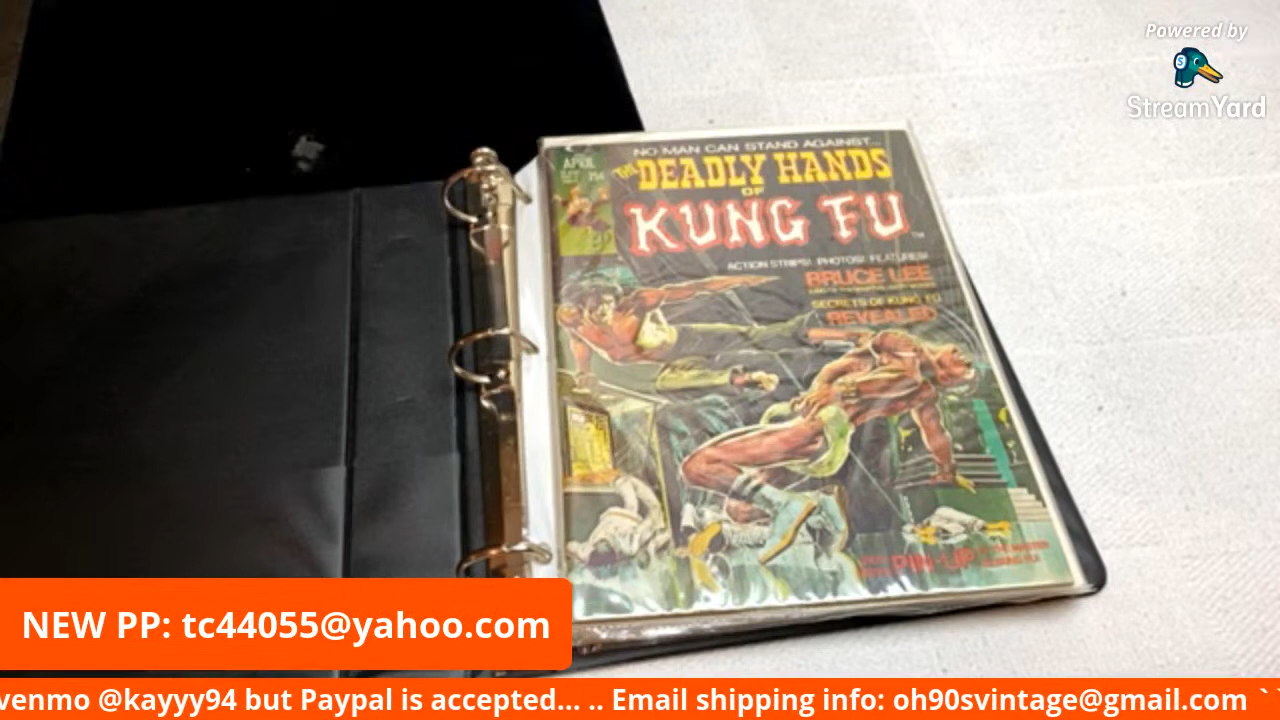 Powered by
StreamYard
NO MAN CAN STAND AGAINST...
APRIL
75¢
THE DEADLY HANDS
OF
KUNG FU
TM
ACTION STRIPS! PHOTOS! FEATURES!
BRUCE LEE
SECRETS OF KUNG FU
REVEALED
PIN-UP
NEW PP: tc44055@yahoo.com
venmo @kayyy94 but Paypal is accepted... .. Email shipping info: oh90svintage@gmail.com